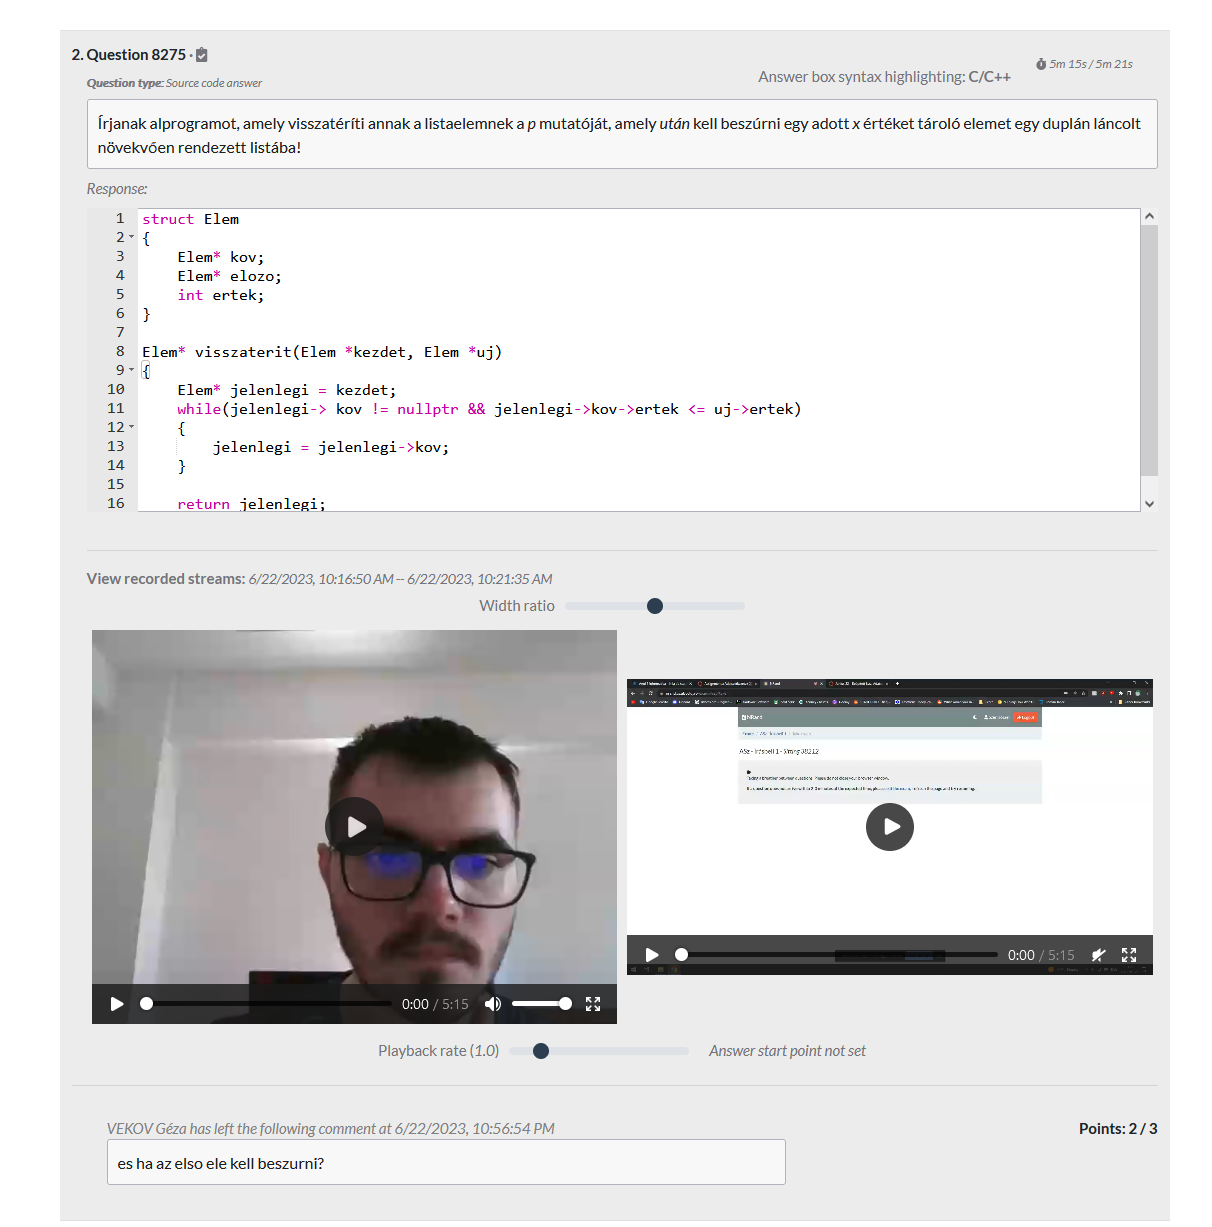 2. Question 8275 •
5m 15s / 5m 21s
Question type: Source code answer
Answer box syntax highlighting: C/C++
Írjanak alprogramot, amely visszatéríti annak a listaelemnek a p mutatóját, amely után kell beszúrni egy adott x értéket tároló elemet egy duplán láncolt
növekvően rendezett listába!
Response:
1 struct Elem
2 {
3 Elem* kov;
4 Elem* elozo;
5 int ertek;
6 }
7
8 Elem* visszaterit(Elem *kezdet, Elem *uj)
9 {
10 Elem* jelenlegi = kezdet;
11 while(jelenlegi-> kov != nullptr && jelenlegi->kov->ertek <= uj->ertek)
12 {
13 jelenlegi = jelenlegi->kov;
14 }
15
16 return jelenlegi;
View recorded streams: 6/22/2023, 10:16:50 AM -- 6/22/2023, 10:21:35 AM
Width ratio
0:00 / 5:15
0:00 / 5:15
Playback rate (1.0)
Answer start point not set
VEKOV Géza has left the following comment at 6/22/2023, 10:56:54 PM
Points: 2 / 3
es ha az elso ele kell beszurni?